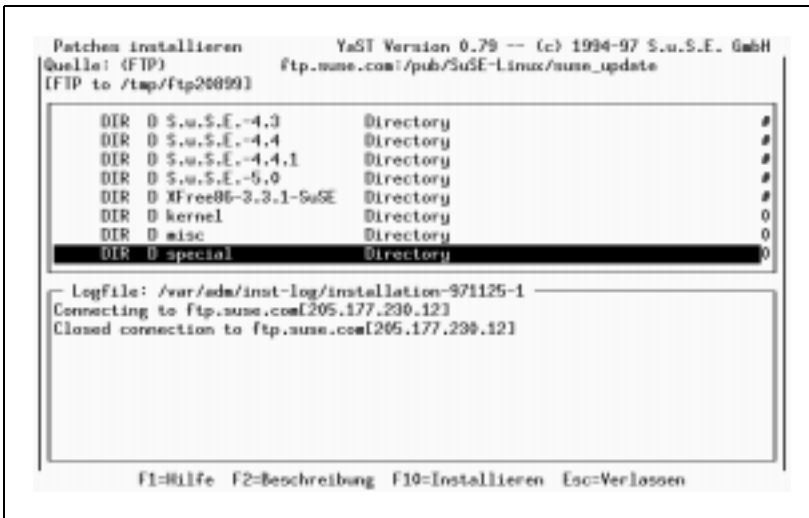 Patches installieren YaST Version 0.79 -- (c) 1994-97 S.u.S.E. GmbH
Quelle: (FTP) ftp.suse.com:/pub/SuSE-Linux/suse_update
[FTP to /tmp/ftp20899]
DIR D S.u.S.E.-4.3 Directory #
DIR D S.u.S.E.-4.4 Directory #
DIR D S.u.S.E.-4.4.1 Directory #
DIR D S.u.S.E.-5.0 Directory #
DIR D XFree86-3.3.1-SuSE Directory #
DIR D kernel Directory 0
DIR D misc Directory 0
DIR D special Directory 0
Logfile: /var/adm/inst-log/installation-971125-1
Connecting to ftp.suse.com[205.177.230.12]
Closed connection to ftp.suse.com[205.177.230.12]
F1=Hilfe F2=Beschreibung F10=Installieren Esc=Verlassen